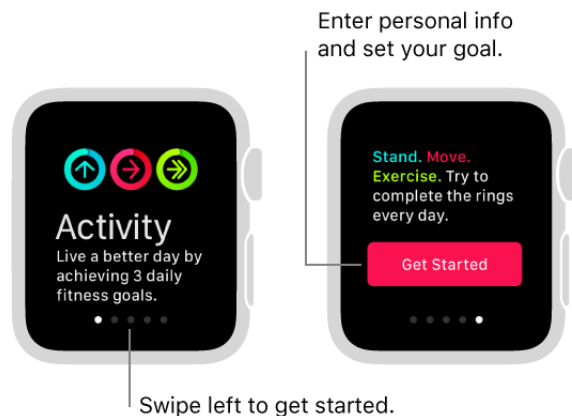 Enter personal info
and set your goal.
Activity
Live a better day by
achieving 3 daily
fitness goals.
Stand. Move.
Exercise. Try to
complete the rings
every day.
Get Started
Swipe left to get started.